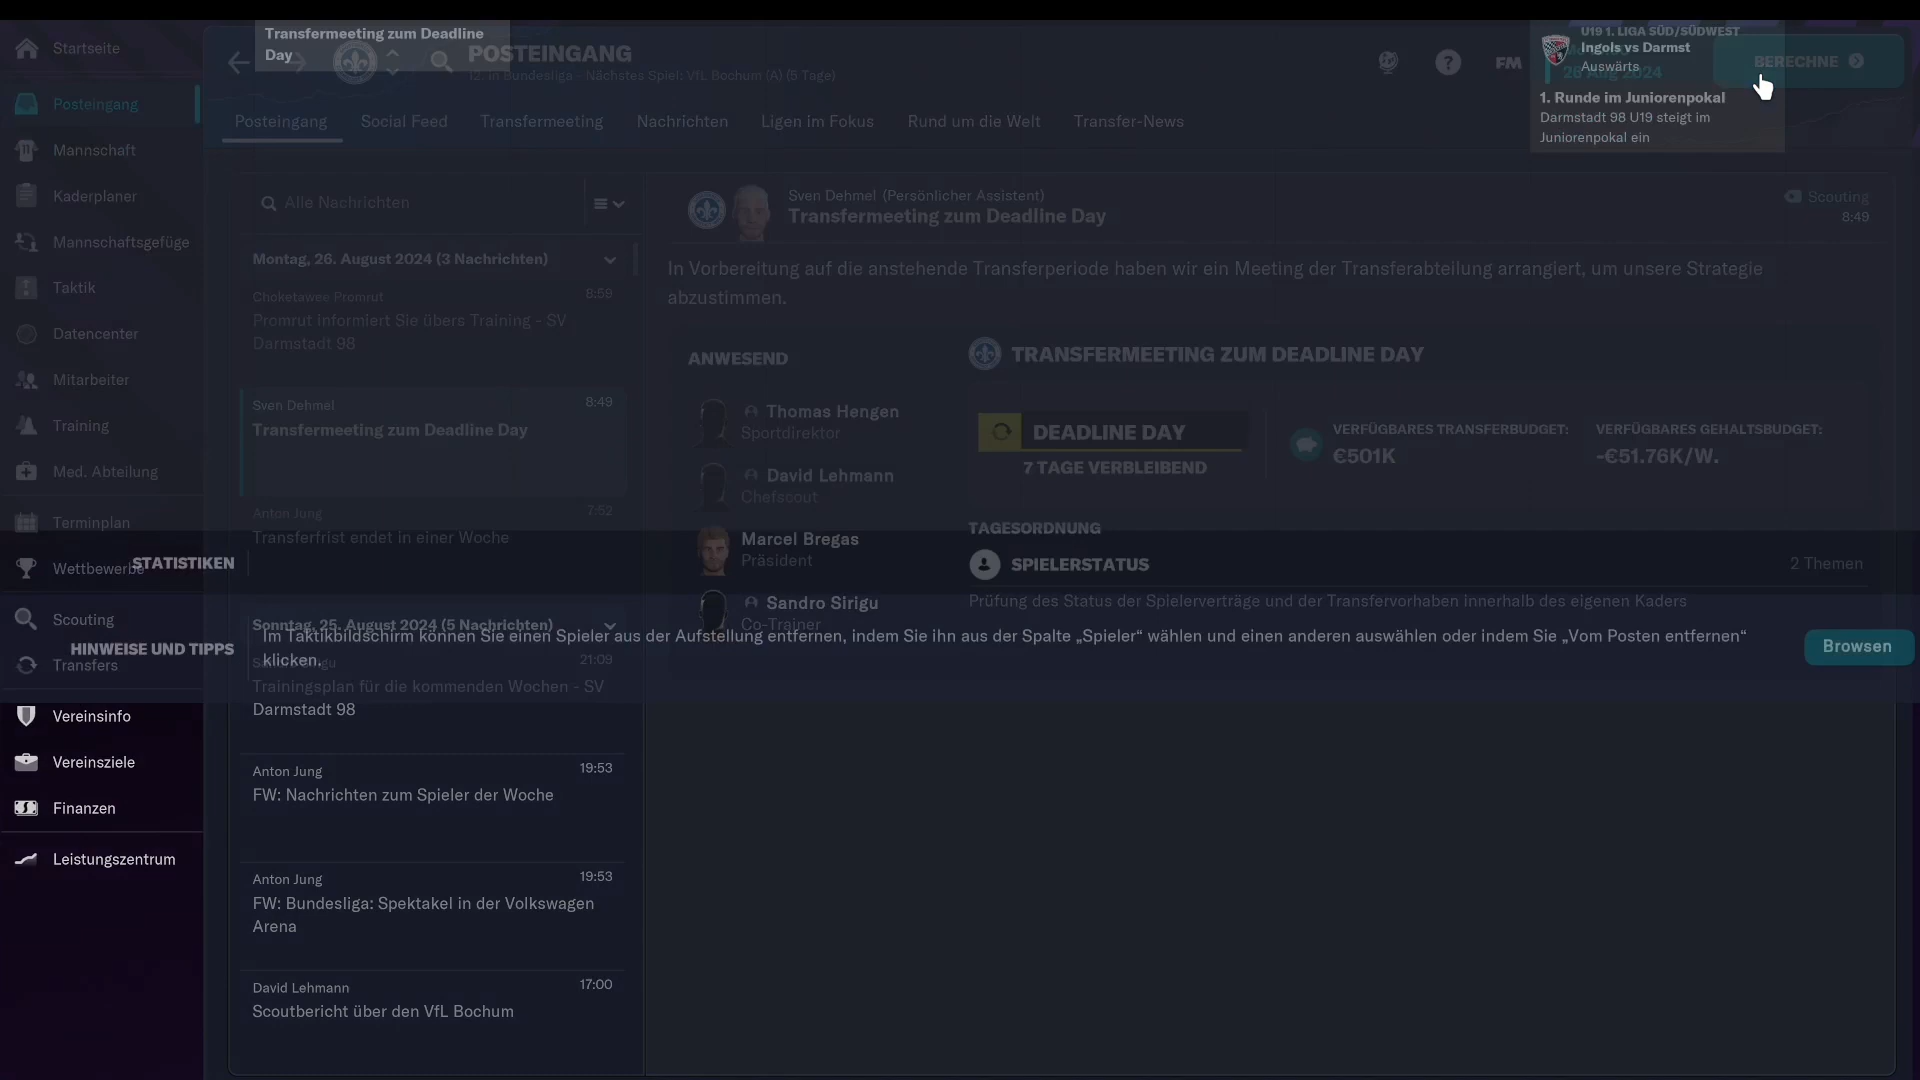 Startseite
Posteingang
Mannschaft
Kaderplaner
Mannschaftsgefüge
Taktik
Datencenter
Mitarbeiter
Training
Med. Abteilung
Terminplan
Wettbewerbe
Scouting
Transfers
Vereinsinfo
Vereinsziele
Finanzen
Leistungszentrum
Transfermeeting zum Deadline
Day
POSTEINGANG
12. in Bundesliga - Nächstes Spiel: VfL Bochum (A) (5 Tage)
FM
U19 1. LIGA SÜD/SÜDWEST
Ingols vs Darmst
Auswärts
26 Aug 2024
1. Runde im Juniorenpokal
Darmstadt 98 U19 steigt im
Juniorenpokal ein
BERECHNE
Posteingang
Social Feed
Transfermeeting
Nachrichten
Ligen im Fokus
Rund um die Welt
Transfer-News
Alle Nachrichten
Montag, 26. August 2024 (3 Nachrichten)
Choketawee Promrut 8:59
Promrut informiert Sie übers Training - SV
Darmstadt 98
Sven Dehmel 8:49
Transfermeeting zum Deadline Day
Anton Jung 7:52
Transferfrist endet in einer Woche
Sonntag, 25. August 2024 (5 Nachrichten)
21:09
Trainingsplan für die kommenden Wochen - SV
Darmstadt 98
Anton Jung 19:53
FW: Nachrichten zum Spieler der Woche
Anton Jung 19:53
FW: Bundesliga: Spektakel in der Volkswagen
Arena
David Lehmann 17:00
Scoutbericht über den VfL Bochum
Sven Dehmel (Persönlicher Assistent)
Transfermeeting zum Deadline Day
Scouting
8:49
In Vorbereitung auf die anstehende Transferperiode haben wir ein Meeting der Transferabteilung arrangiert, um unsere Strategie
abzustimmen.
ANWESEND
Thomas Hengen
Sportdirektor
David Lehmann
Chefscout
Marcel Bregas
Präsident
Sandro Sirigu
Co-Trainer
TRANSFERMEETING ZUM DEADLINE DAY
DEADLINE DAY
7 TAGE VERBLEIBEND
VERFÜGBARES TRANSFERBUDGET:
€501K
VERFÜGBARES GEHALTSBUDGET:
-€51.76K/W.
TAGESORDNUNG
SPIELERSTATUS
2 Themen
Prüfung des Status der Spielerverträge und der Transfervorhaben innerhalb des eigenen Kaders
STATISTIKEN
HINWEISE UND TIPPS
Im Taktikbildschirm können Sie einen Spieler aus der Aufstellung entfernen, indem Sie ihn aus der Spalte „Spieler“ wählen und einen anderen auswählen oder indem Sie „Vom Posten entfernen“
klicken.
Browsen